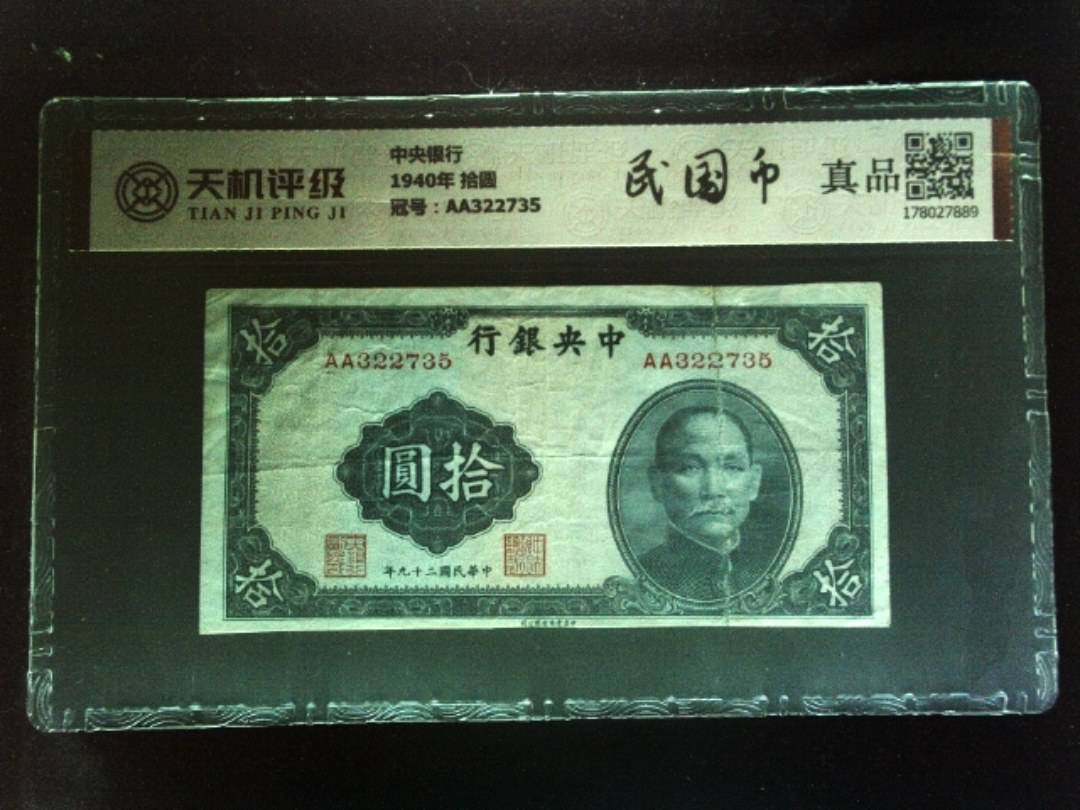 天机评级
TIAN JI PING JI
中央银行
1940年 拾圆
冠号：AA322735
民国币
真品
178027889
中央銀行
AA322735
AA322735
拾
拾
拾圓
中華民國二十九年
拾
拾